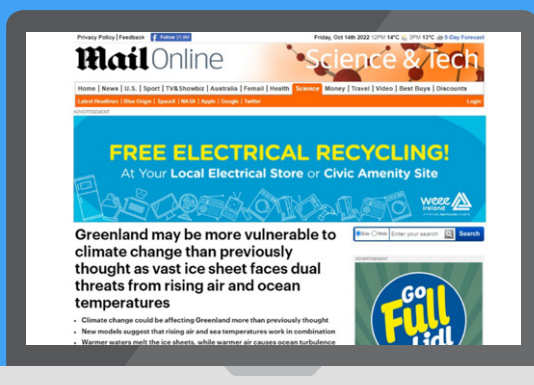 Privacy Policy | Feedback Follow 21.9M Friday, Oct 14th 2022 12PM 14°C 3PM 13°C 5-Day Forecast
Mail Online Science & Tech
Home | News | U.S. | Sport | TV&Showbiz | Australia | Femail | Health | Science | Money | Travel | Video | Best Buys | Discounts
Latest Headlines | Blue Origin | SpaceX | NASA | Apple | Google | Twitter Login
ADVERTISEMENT
FREE ELECTRICAL RECYCLING!
At Your Local Electrical Store or Civic Amenity Site
weee
ireland
Greenland may be more vulnerable to
climate change than previously
thought as vast ice sheet faces dual
threats from rising air and ocean
temperatures
Site Web Enter your search Search
ADVERTISEMENT
Go
Full
Lidl
• Climate change could be affecting Greenland more than previously thought
• New models suggest that rising air and sea temperatures work in combination
• Warmer waters melt the ice sheets, while warmer air causes ocean turbulence